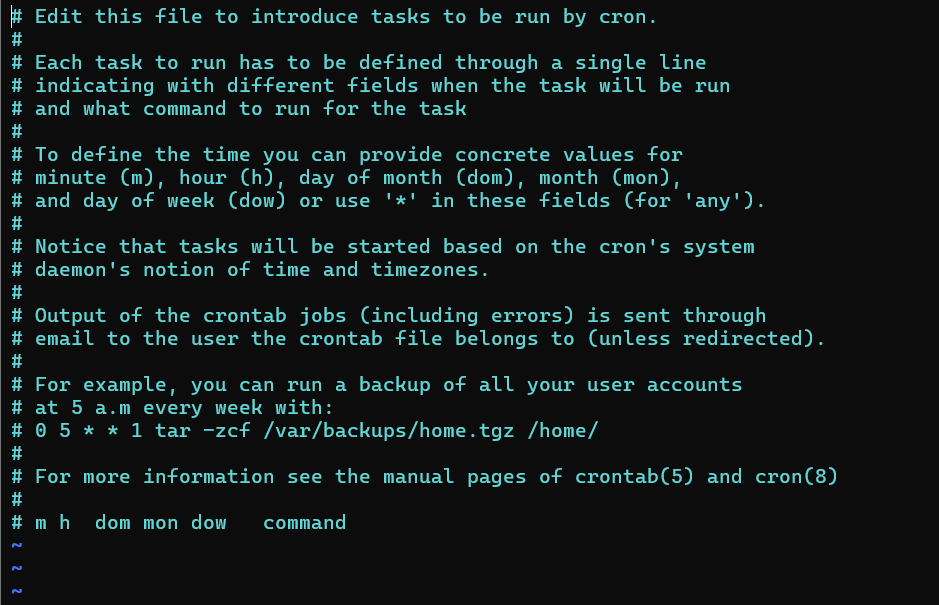 # Edit this file to introduce tasks to be run by cron.
#
# Each task to run has to be defined through a single line
# indicating with different fields when the task will be run
# and what command to run for the task
#
# To define the time you can provide concrete values for
# minute (m), hour (h), day of month (dom), month (mon),
# and day of week (dow) or use '*' in these fields (for 'any').
#
# Notice that tasks will be started based on the cron's system
# daemon's notion of time and timezones.
#
# Output of the crontab jobs (including errors) is sent through
# email to the user the crontab file belongs to (unless redirected).
#
# For example, you can run a backup of all your user accounts
# at 5 a.m every week with:
# 0 5 * * 1 tar -zcf /var/backups/home.tgz /home/
#
# For more information see the manual pages of crontab(5) and cron(8)
#
# m h  dom mon dow   command
~
~
~